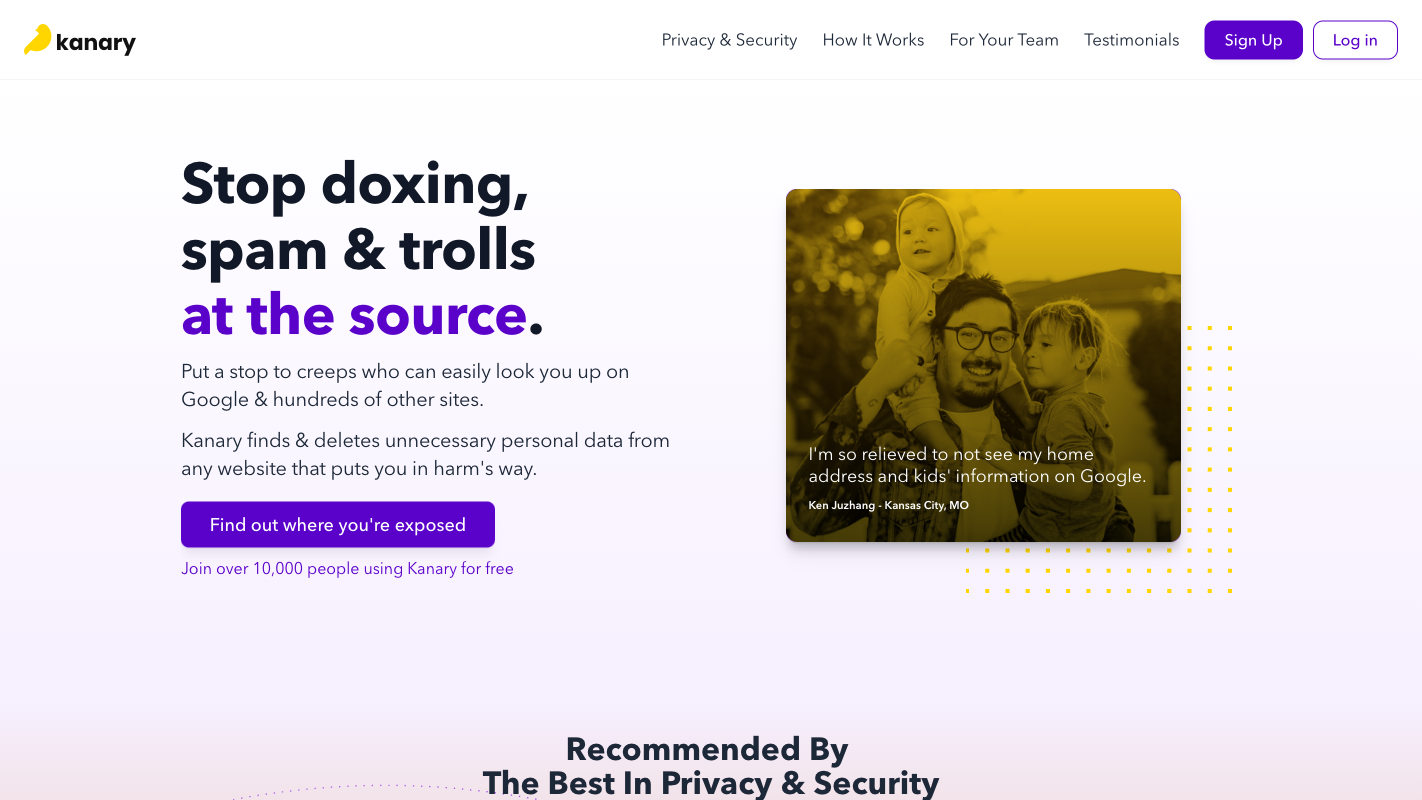 kanary
Privacy & Security
How It Works
For Your Team
Testimonials
Sign Up
Log in
Stop doxing,
spam & trolls
at the source.
Put a stop to creeps who can easily look you up on
Google & hundreds of other sites.
Kanary finds & deletes unnecessary personal data from
any website that puts you in harm's way.
Find out where you're exposed
Join over 10,000 people using Kanary for free
I'm so relieved to not see my home
address and kids' information on Google.
Ken Juzhang - Kansas City, MO
Recommended By
The Best In Privacy & Security